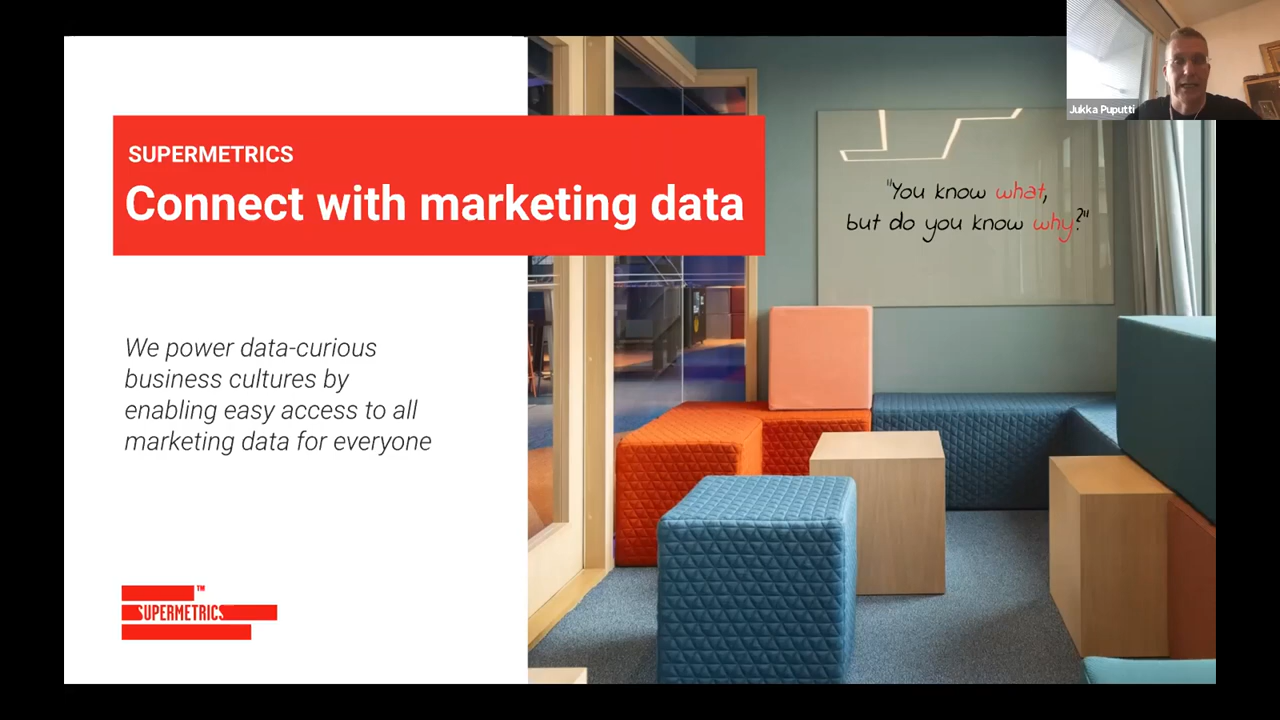 SUPERMETRICS
Connect with marketing data
We power data-curious
business cultures by
enabling easy access to all
marketing data for everyone
SUPERMETRICS™
"You know what,
but do you know why?"
Jukka Puputti